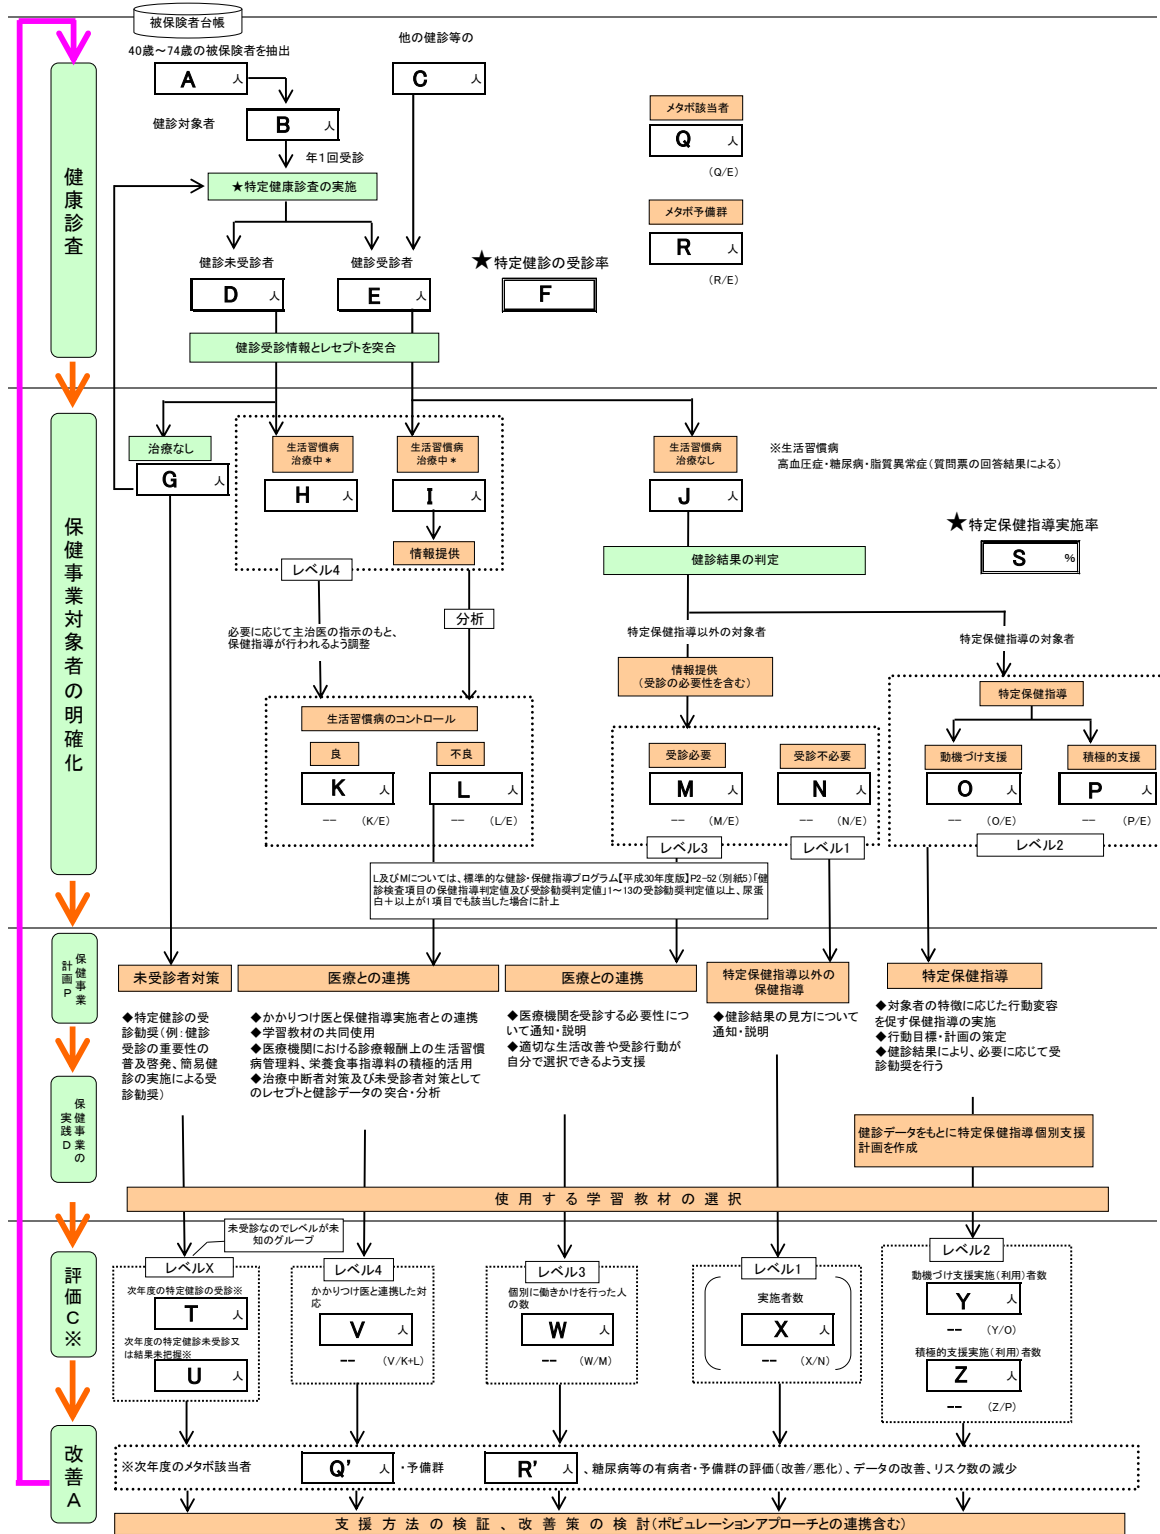 被保険者台帳
40歳～74歳の被保険者を抽出
他の健診等の
A 人
C 人
健診対象者
B 人
年1回受診
メタボ該当者
Q 人
(Q/E)
★特定健康診査の実施
メタボ予備群
R 人
(R/E)
健康診査
健診未受診者
健診受診者
★特定健診の受診率
D 人
E 人
F
健診受診情報とレセプトを突合
治療なし
G 人
生活習慣病
治療中＊
H 人
生活習慣病
治療中＊
I 人
情報提供
レベル4
生活習慣病
治療なし
J 人
※生活習慣病
高血圧症・糖尿病・脂質異常症(質問票の回答結果による)
★特定保健指導実施率
S %
健診結果の判定
保健事業対象者の明確化
必要に応じて主治医の指示のもと、
保健指導が行われるよう調整
分析
特定保健指導以外の対象者
特定保健指導の対象者
情報提供
(受診の必要性を含む)
特定保健指導
生活習慣病のコントロール
良
不良
受診必要
受診不必要
動機づけ支援
積極的支援
K 人
L 人
M 人
N 人
O 人
P 人
-- (K/E)
-- (L/E)
-- (M/E)
-- (N/E)
-- (O/E)
-- (P/E)
レベル3
レベル1
レベル2
L及びMについては、標準的な健診・保健指導プログラム【平成30年度版】P2-52(別紙5)「健
診検査項目の保健指導判定値及び受診勧奨判定値」1～13の受診勧奨判定値以上、尿蛋
白＋以上が1項目でも該当した場合に計上
保健事業
計画P
未受診者対策
医療との連携
医療との連携
特定保健指導以外の
保健指導
特定保健指導
◆特定健診の受
診勧奨(例:健診
受診の重要性の
普及啓発、簡易健
診の実施による受
診勧奨)
◆かかりつけ医と保健指導実施者との連携
◆学習教材の共同使用
◆医療機関における診療報酬上の生活習慣
病管理料、栄養食事指導料の積極的活用
◆治療中断者対策及び未受診者対策として
のレセプトと健診データの突合・分析
◆医療機関を受診する必要性につ
いて通知・説明
◆適切な生活改善や受診行動が
自分で選択できるよう支援
◆健診結果の見方について
通知・説明
◆対象者の特徴に応じた行動変容
を促す保健指導の実施
◆行動目標・計画の策定
◆健診結果により、必要に応じて受
診勧奨を行う
保健事業の
実践D
健診データをもとに特定保健指導個別支援
計画を作成
使用する学習教材の選択
未受診なのでレベルが未
知のグループ
評価C※
レベルX
次年度の特定健診の受診※
T 人
次年度の特定健診未受診又
は結果未把握※
U 人
レベル4
かかりつけ医と連携した対
応
V 人
-- (V/K+L)
レベル3
個別に働きかけを行った人
の数
W 人
-- (W/M)
レベル1
実施者数
X 人
-- (X/N)
レベル2
動機づけ支援実施(利用)者数
Y 人
-- (Y/O)
積極的支援実施(利用)者数
Z 人
-- (Z/P)
改善A
※次年度のメタボ該当者 Q' 人 ・予備群 R' 人 、糖尿病等の有病者・予備群の評価(改善/悪化)、データの改善、リスク数の減少
支援方法の検証、改善策の検討(ポピュレーションアプローチとの連携含む)